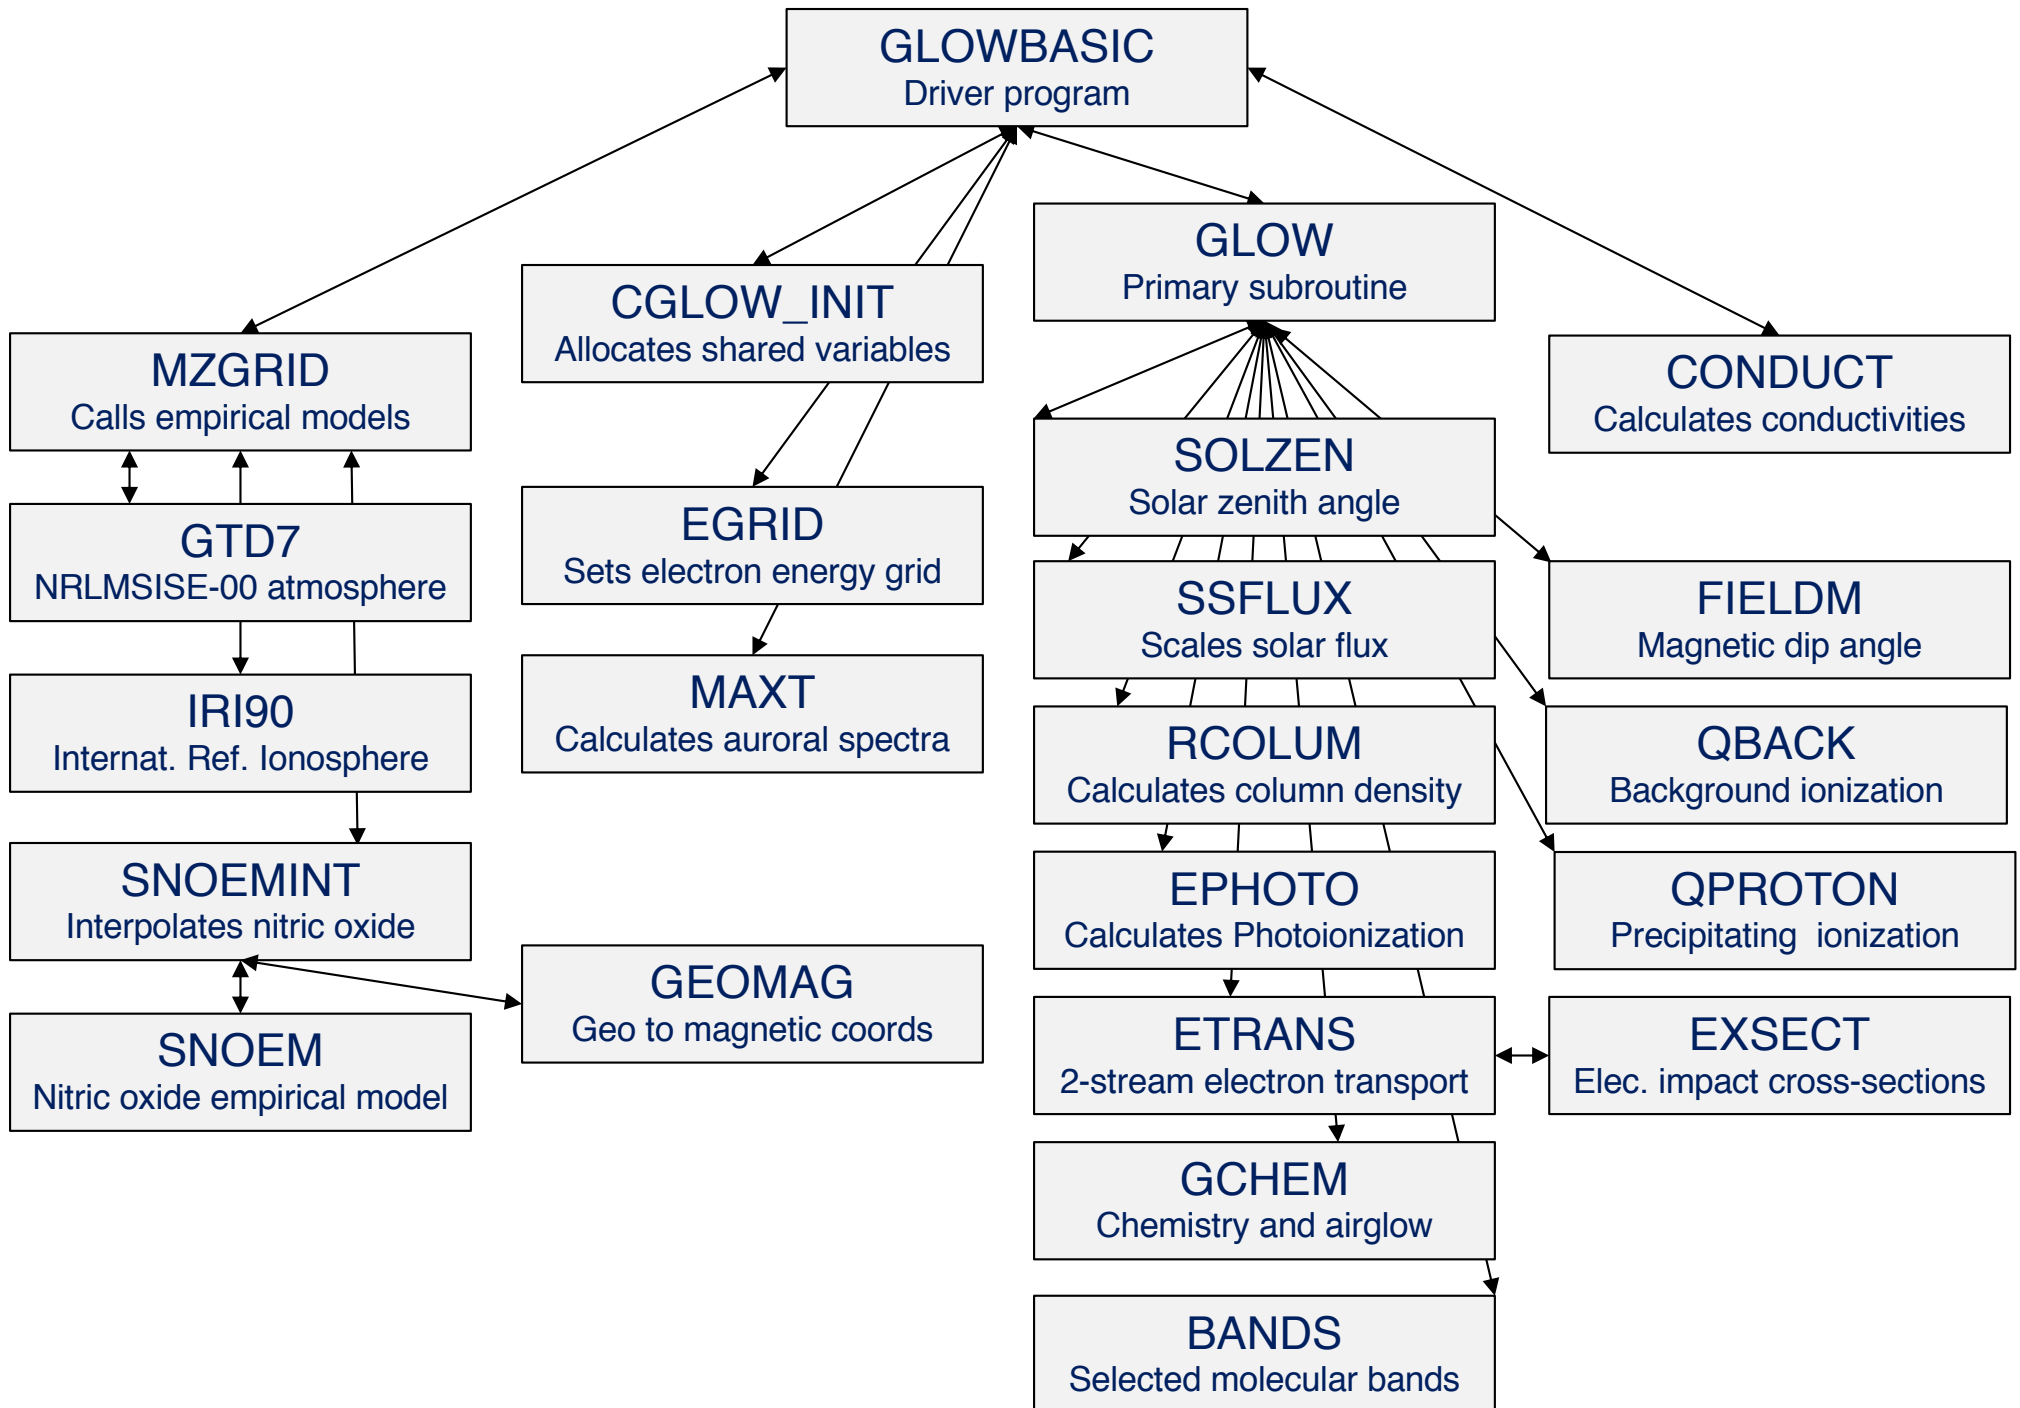 GLOWBASIC
Driver program
GLOW
Primary subroutine
CGLOW_INIT
Allocates shared variables
MZGRID
Calls empirical models
CONDUCT
Calculates conductivities
SOLZEN
Solar zenith angle
GTD7
NRLMSISE-00 atmosphere
EGRID
Sets electron energy grid
SSFLUX
Scales solar flux
FIELDM
Magnetic dip angle
IRI90
Internat. Ref. Ionosphere
MAXT
Calculates auroral spectra
RCOLUM
Calculates column density
QBACK
Background ionization
SNOEMINT
Interpolates nitric oxide
EPHOTO
Calculates Photoionization
QPROTON
Precipitating  ionization
GEOMAG
Geo to magnetic coords
SNOEM
Nitric oxide empirical model
ETRANS
2-stream electron transport
EXSECT
Elec. impact cross-sections
GCHEM
Chemistry and airglow
BANDS
Selected molecular bands